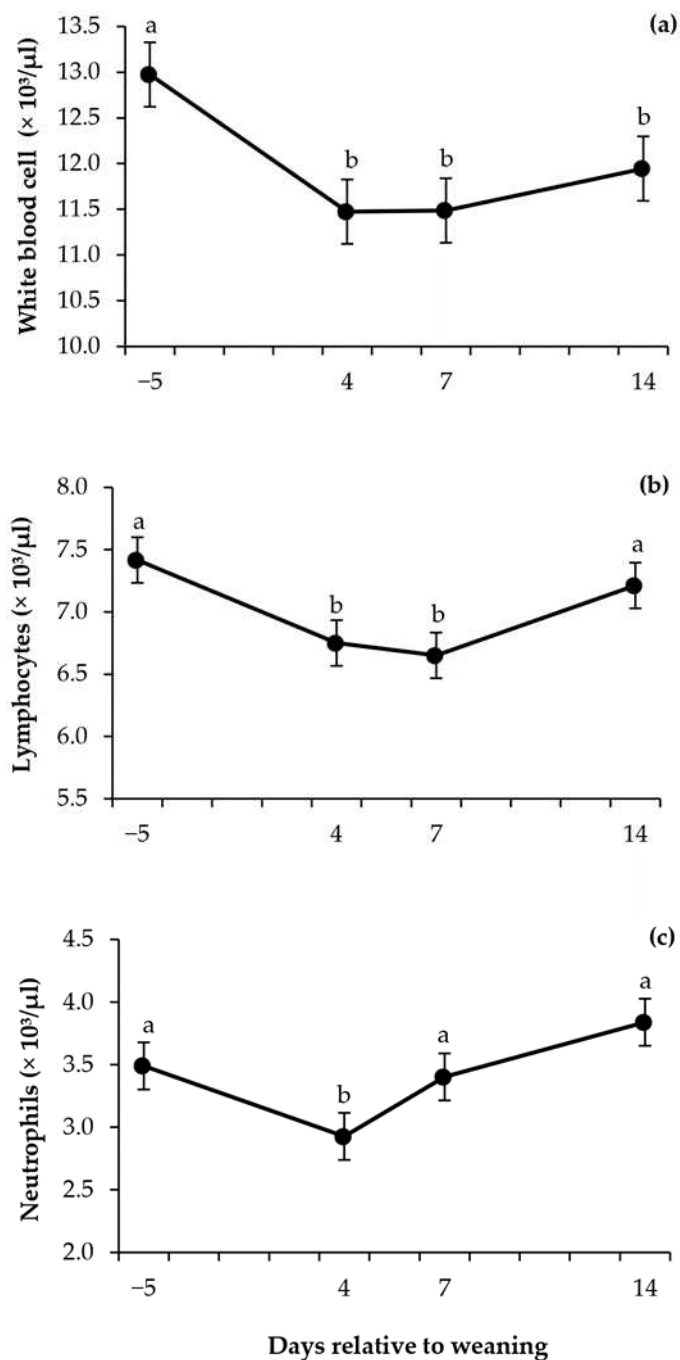 (a)
White blood cell (× 10³/µl)
13.5
13.0
12.5
12.0
11.5
11.0
10.5
10.0
a
b
b
b
−5 4 7 14
(b)
Lymphocytes (× 10³/µl)
8.0
7.5
7.0
6.5
6.0
5.5
a
b
b
a
−5 4 7 14
(c)
Neutrophils (× 10³/µl)
4.5
4.0
3.5
3.0
2.5
2.0
a
b
a
a
−5 4 7 14
Days relative to weaning